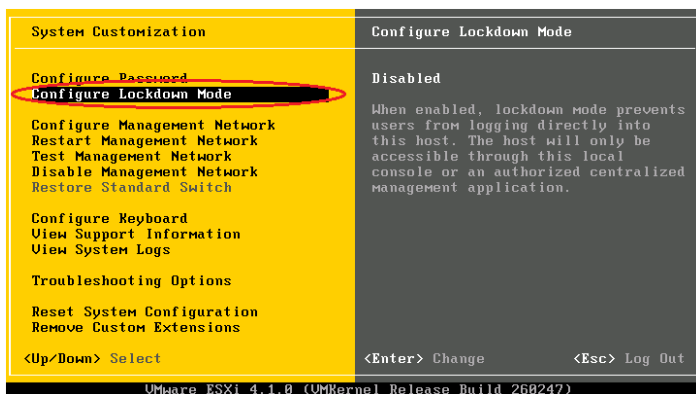 System Customization
Configure Password
Configure Lockdown Mode
Configure Management Network
Restart Management Network
Test Management Network
Disable Management Network
Restore Standard Switch
Configure Keyboard
View Support Information
View System Logs
Troubleshooting Options
Reset System Configuration
Remove Custom Extensions
<Up/Down> Select
Configure Lockdown Mode
Disabled
When enabled, lockdown mode prevents
users from logging directly into
this host. The host will only be
accessible through this local
console or an authorized centralized
management application.
<Enter> Change
<Esc> Log Out
VMware ESXi 4.1.0 (VMKernel Release Build 260247)